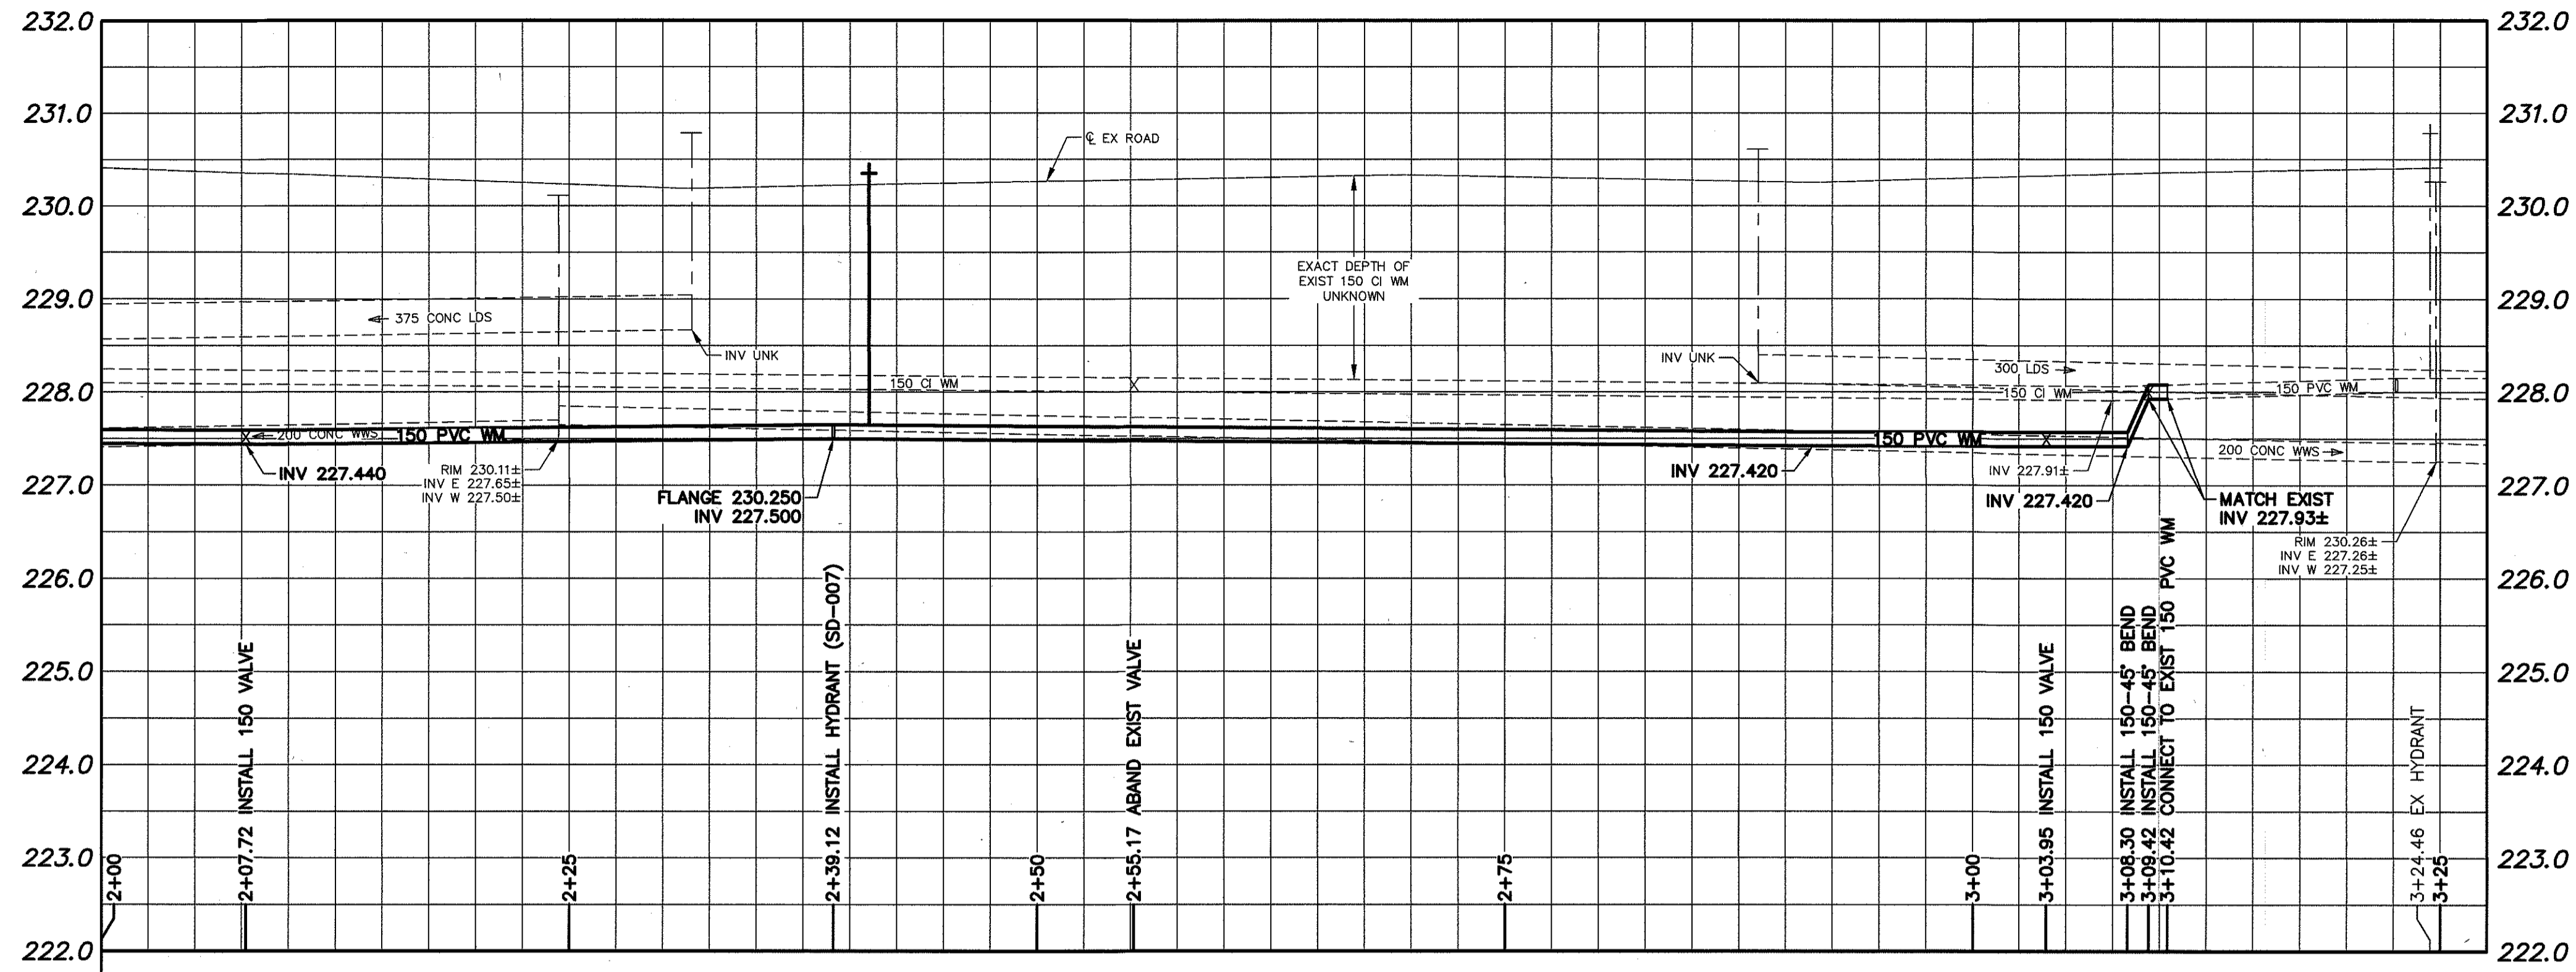 232.0
232.0
231.0
231.0
℄ EX ROAD
230.0
230.0
EXACT DEPTH OF
EXIST 150 CI WM
UNKNOWN
229.0
229.0
375 CONC LDS
INV UNK
INV UNK
300 LDS
150 CI WM
150 CI WM
150 PVC WM
228.0
228.0
200 CONC WWS
150 PVC WM
150 PVC WM
200 CONC WWS
INV 227.440
RIM 230.11±
INV E 227.65±
INV W 227.50±
FLANGE 230.250
INV 227.500
INV 227.420
INV 227.91±
INV 227.420
MATCH EXIST
INV 227.93±
227.0
227.0
RIM 230.26±
INV E 227.26±
INV W 227.25±
226.0
226.0
225.0
225.0
224.0
224.0
223.0
223.0
222.0
222.0
2+00
2+07.72 INSTALL 150 VALVE
2+25
2+39.12 INSTALL HYDRANT (SD-007)
2+50
2+55.17 ABAND EXIST VALVE
2+75
3+00
3+03.95 INSTALL 150 VALVE
3+08.30 INSTALL 150-45° BEND
3+09.42 INSTALL 150-45° BEND
3+10.42 CONNECT TO EXIST 150 PVC WM
3+24.46 EX HYDRANT
3+25